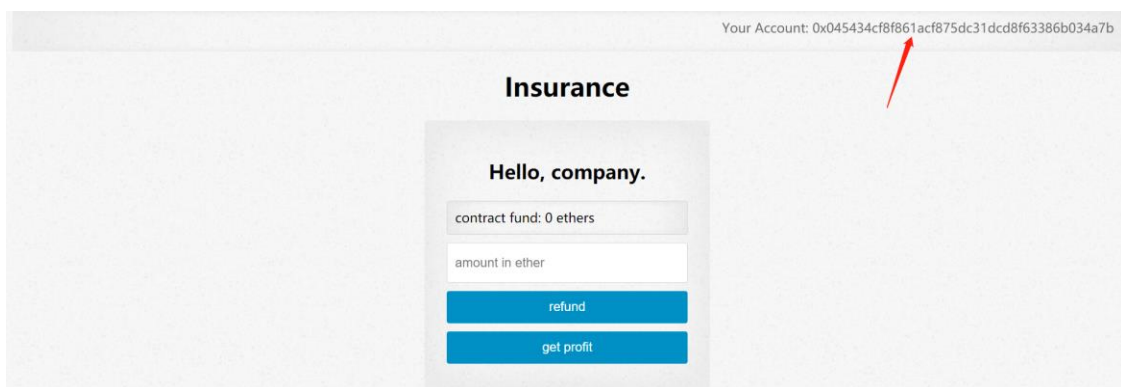 Your Account: 0x045434cf8f861acf875dc31dcd8f63386b034a7b
Insurance
Hello, company.
contract fund: 0 ethers
amount in ether
refund
get profit